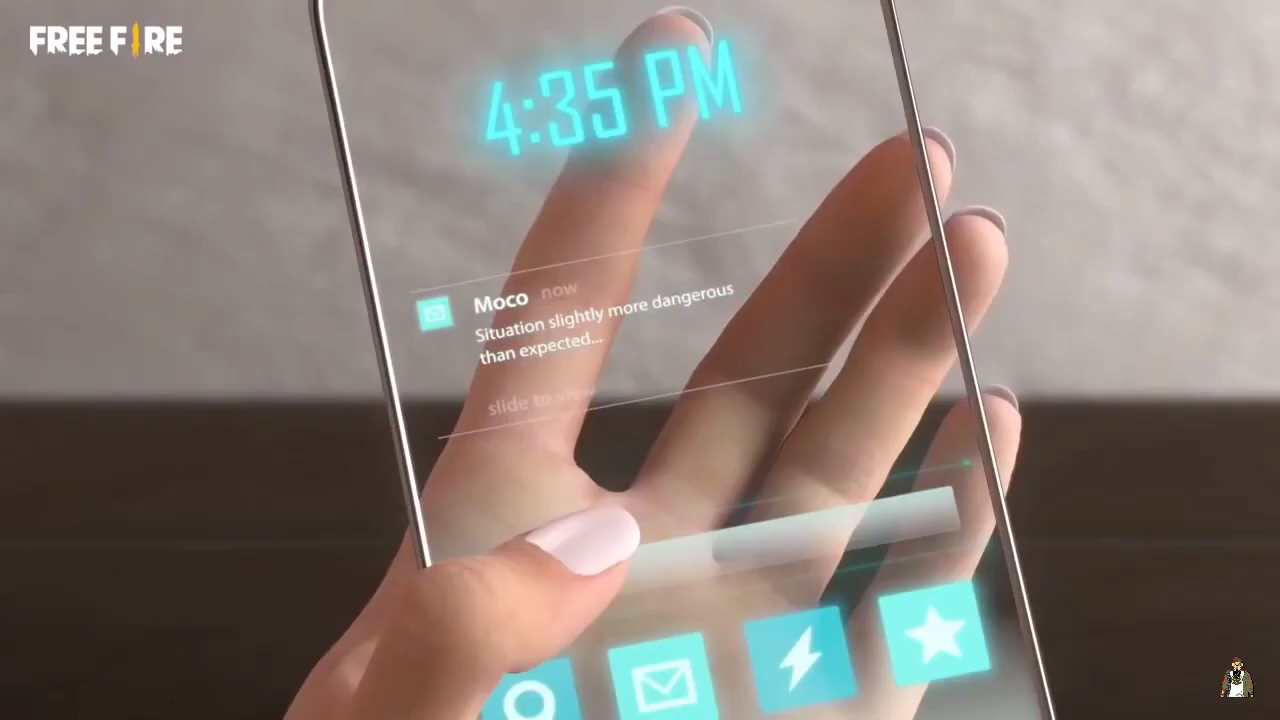 FREE FIRE
4:35 PM
Moco now
Situation slightly more dangerous
than expected...
slide to view